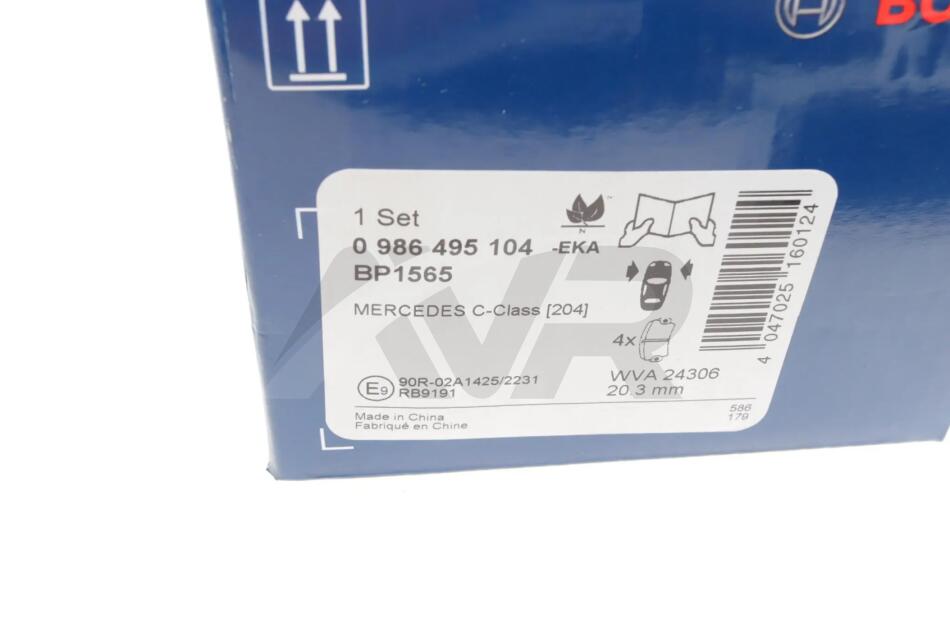 1 Set
0 986 495 104 -EKA
BP1565
MERCEDES C-Class [204]
N
4x
WVA 24306
20.3 mm
E9 90R-02A1425/2231
RB9191
Made in China
Fabriqué en Chine
586
179
4 047025 160124
AVR